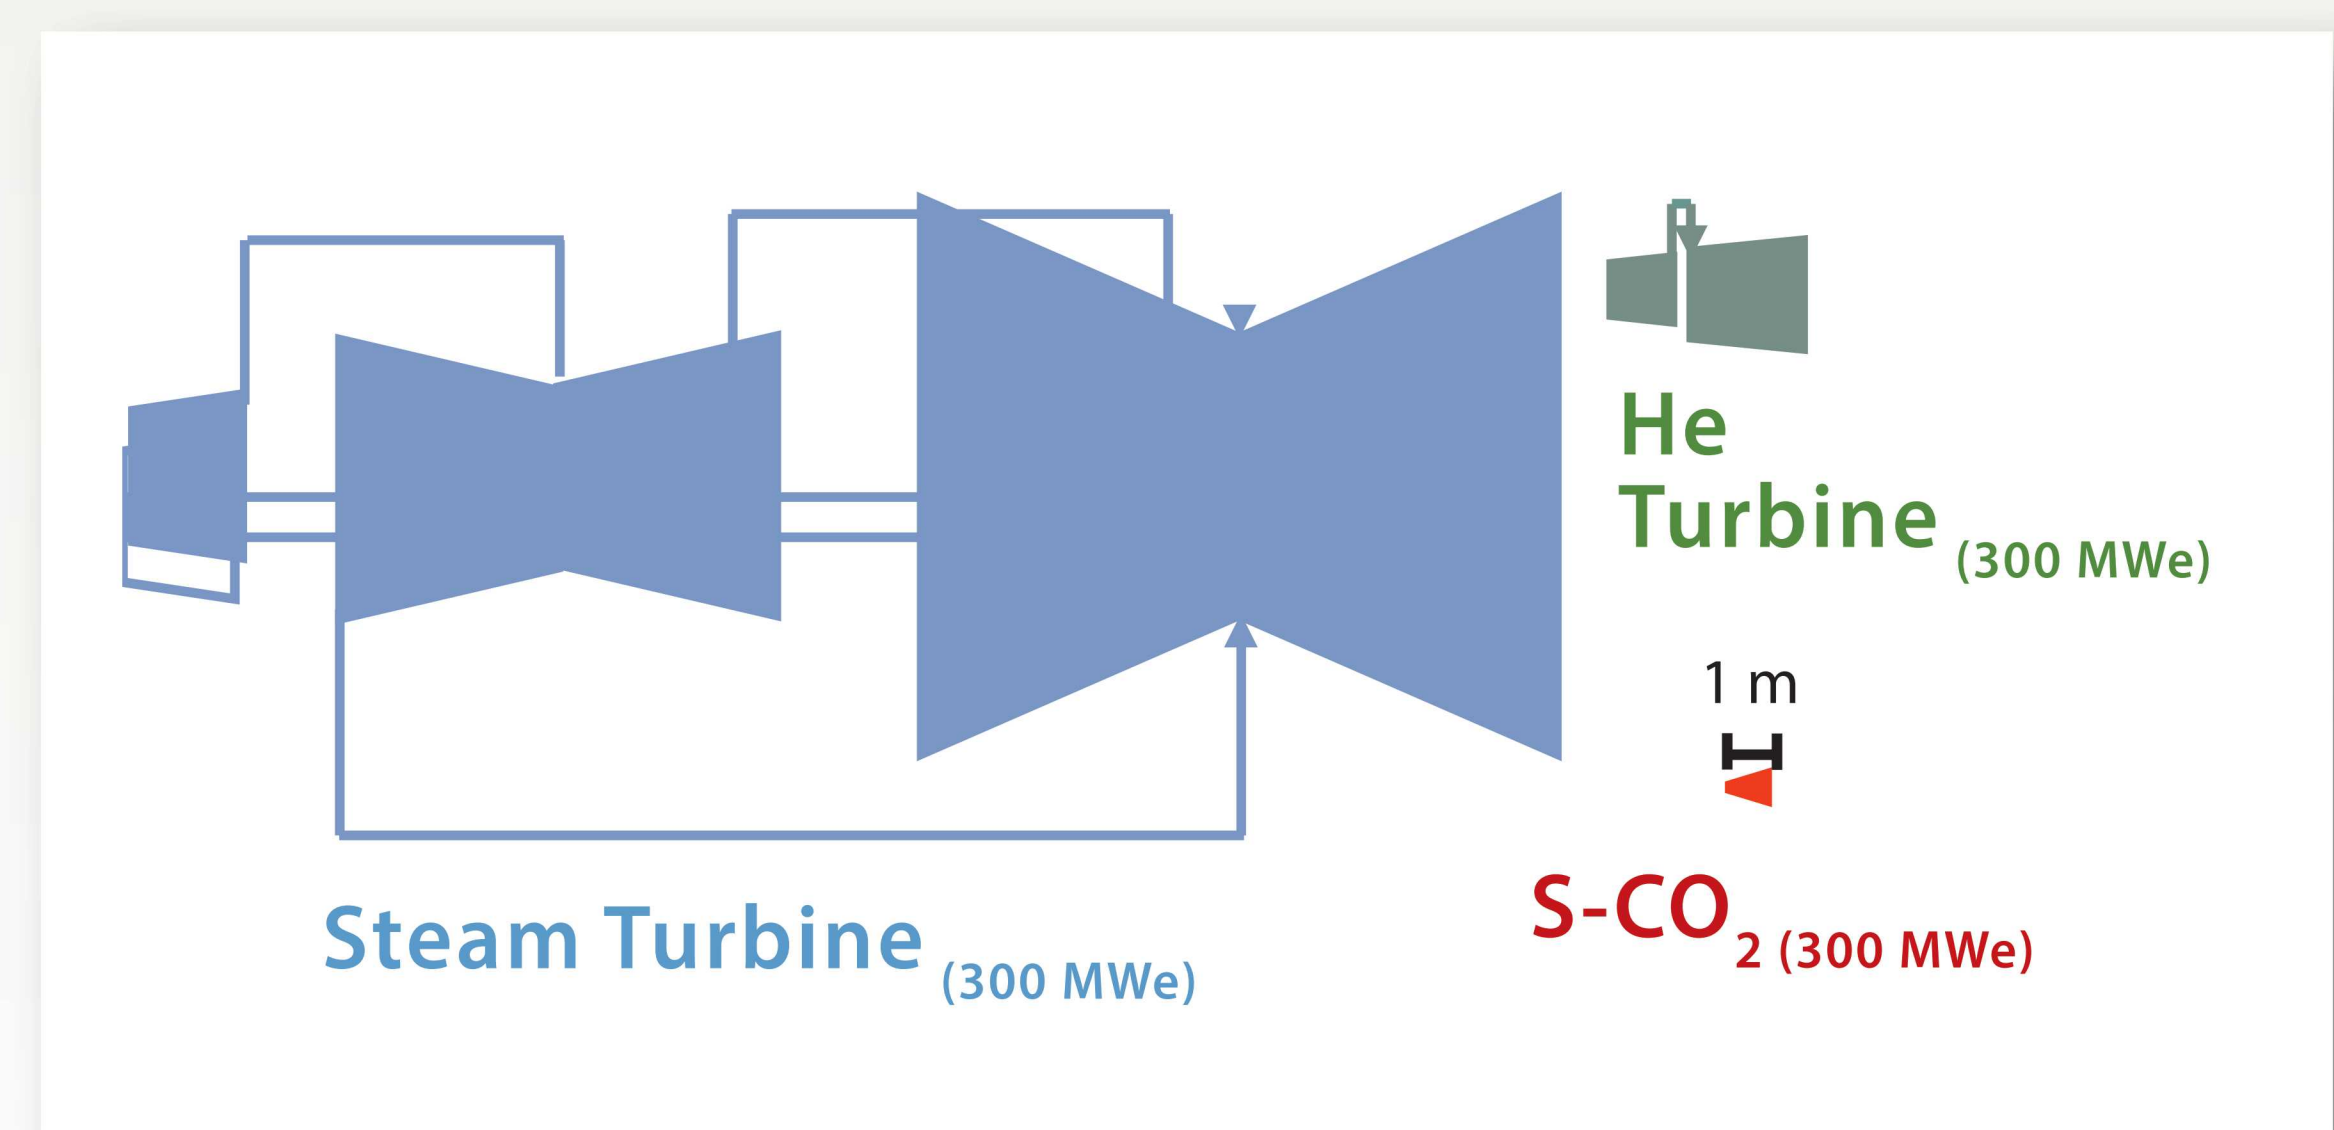 He
Turbine (300 MWe)
1 m
S-CO2 (300 MWe)
Steam Turbine (300 MWe)